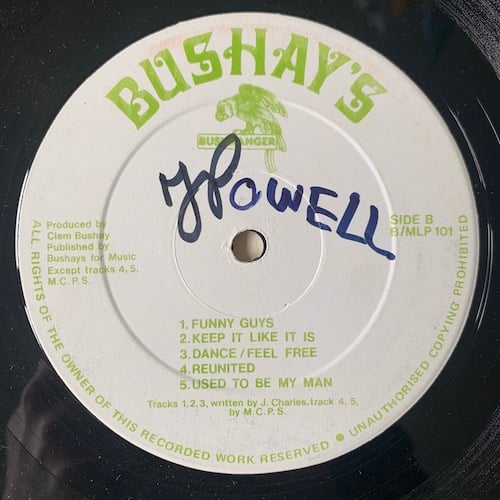 BUSHAY'S
BUSHRANGER
J Powell
Produced by
Clem Bushay
Published by
Bushays for Music
Except tracks 4, 5.
M.C.P.S.
SIDE B
B/MLP 101
1. FUNNY GUYS
2. KEEP IT LIKE IT IS
3. DANCE/FEEL FREE
4. REUNITED
5. USED TO BE MY MAN
Tracks 1,2,3, written by J. Charles, track 4, 5,
by M.C.P.S.
ALL RIGHTS OF THE OWNER OF THIS RECORDED WORK RESERVED ● UNAUTHORISED COPYING PROHIBITED